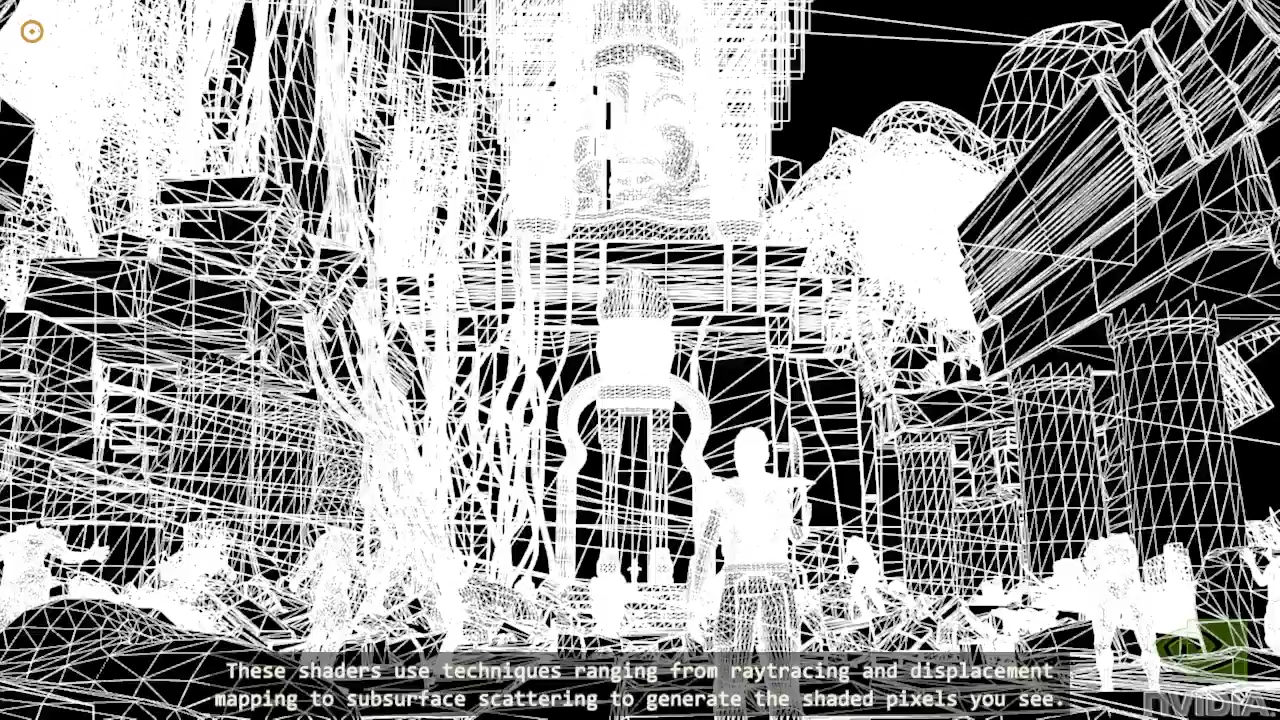 These shaders use techniques ranging from raytracing and displacement
mapping to subsurface scattering to generate the shaded pixels you see.
NVIDIA.